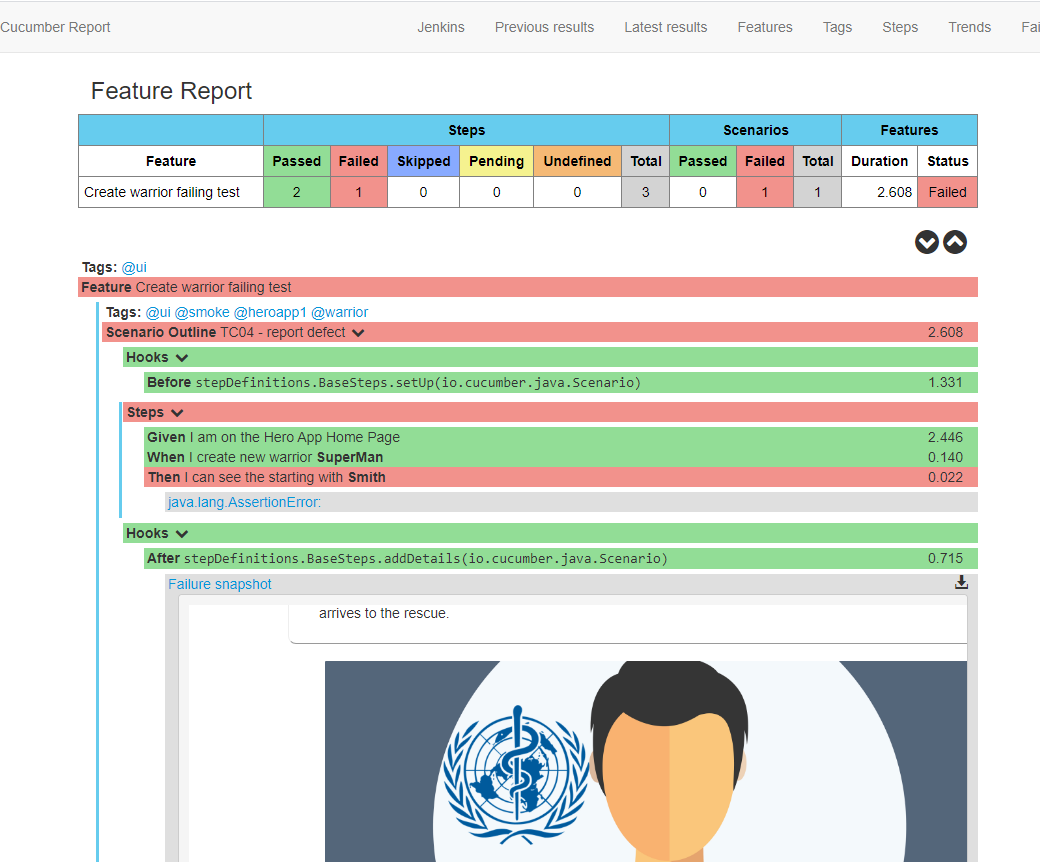 Cucumber Report Jenkins Previous results Latest results Features Tags Steps Trends Fai
Feature Report
Steps Scenarios Features
Feature Passed Failed Skipped Pending Undefined Total Passed Failed Total Duration Status
Create warrior failing test 2 1 0 0 0 3 0 1 1 2.608 Failed
Tags: @ui
Feature Create warrior failing test
Tags: @ui @smoke @heroapp1 @warrior
Scenario Outline TC04 - report defect 2.608
Hooks
Before stepDefinitions.BaseSteps.setUp(io.cucumber.java.Scenario) 1.331
Steps
Given I am on the Hero App Home Page 2.446
When I create new warrior SuperMan 0.140
Then I can see the starting with Smith 0.022
java.lang.AssertionError:
Hooks
After stepDefinitions.BaseSteps.addDetails(io.cucumber.java.Scenario) 0.715
Failure snapshot
arrives to the rescue.